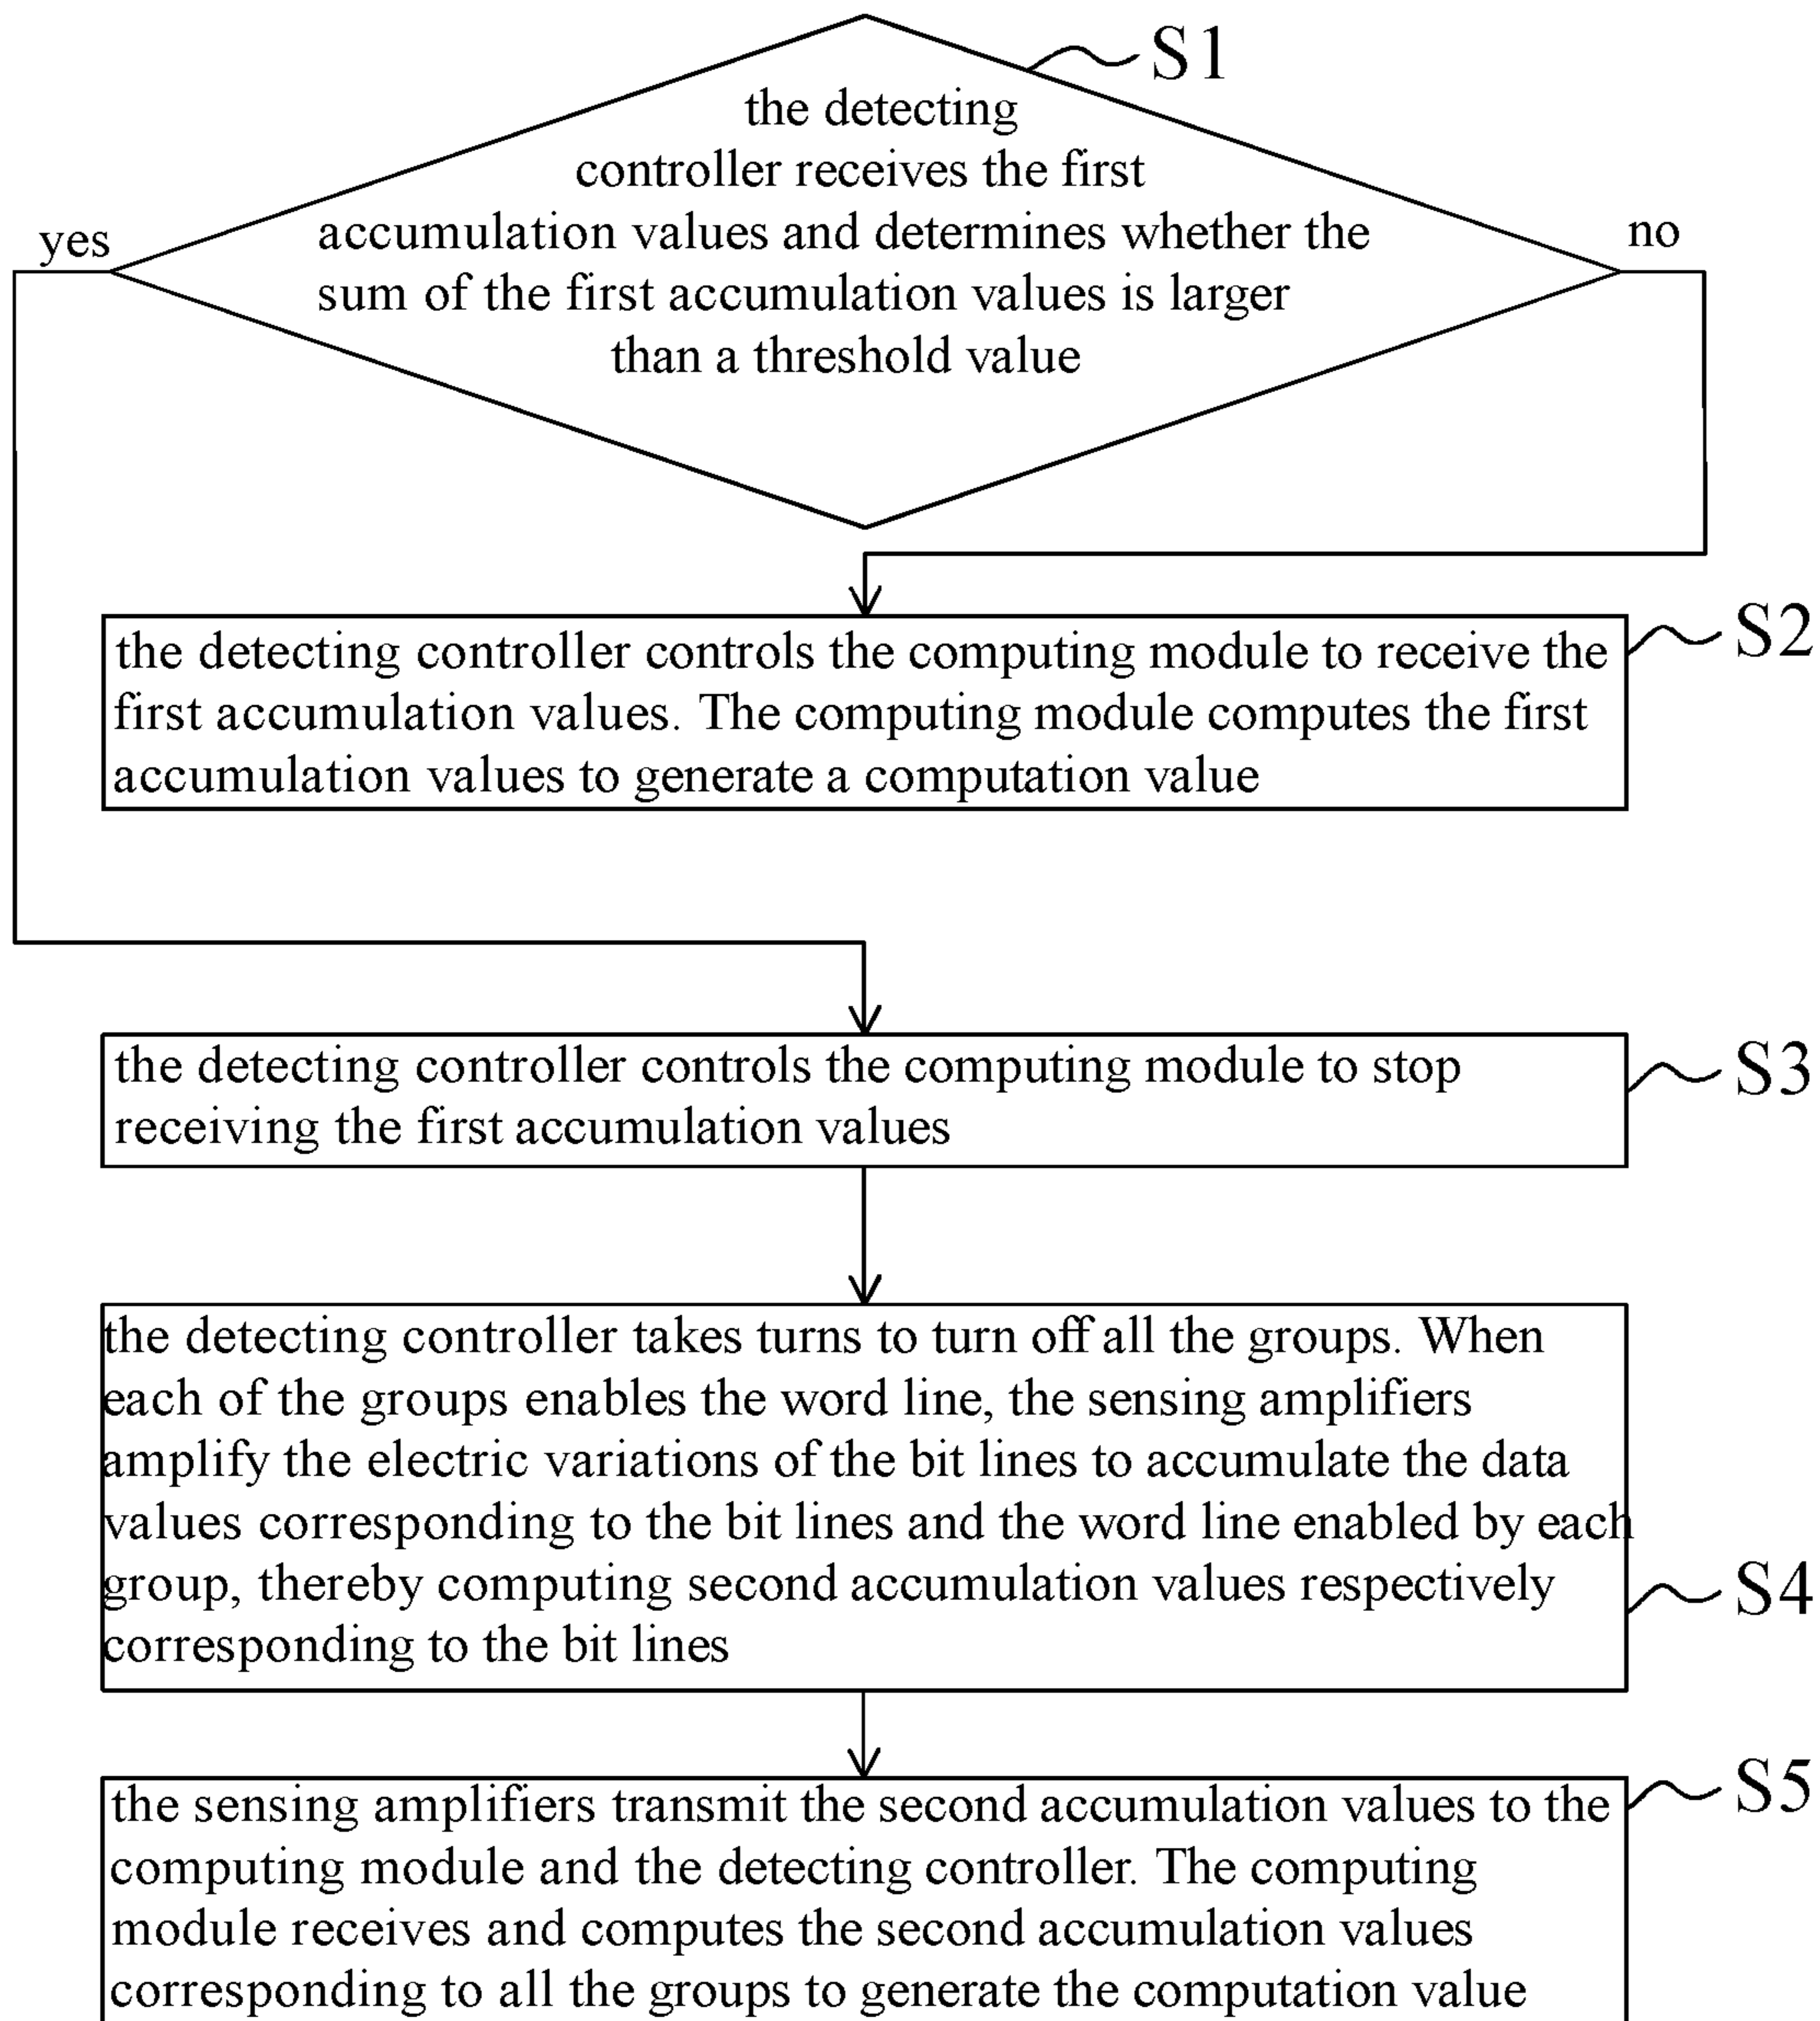 S1
the detecting
controller receives the first
accumulation values and determines whether the
sum of the first accumulation values is larger
than a threshold value
yes
no
the detecting controller controls the computing module to receive the
first accumulation values. The computing module computes the first
accumulation values to generate a computation value
S2
the detecting controller controls the computing module to stop
receiving the first accumulation values
S3
the detecting controller takes turns to turn off all the groups. When
each of the groups enables the word line, the sensing amplifiers
amplify the electric variations of the bit lines to accumulate the data
values corresponding to the bit lines and the word line enabled by each
group, thereby computing second accumulation values respectively
corresponding to the bit lines
S4
the sensing amplifiers transmit the second accumulation values to the
computing module and the detecting controller. The computing
module receives and computes the second accumulation values
corresponding to all the groups to generate the computation value
S5